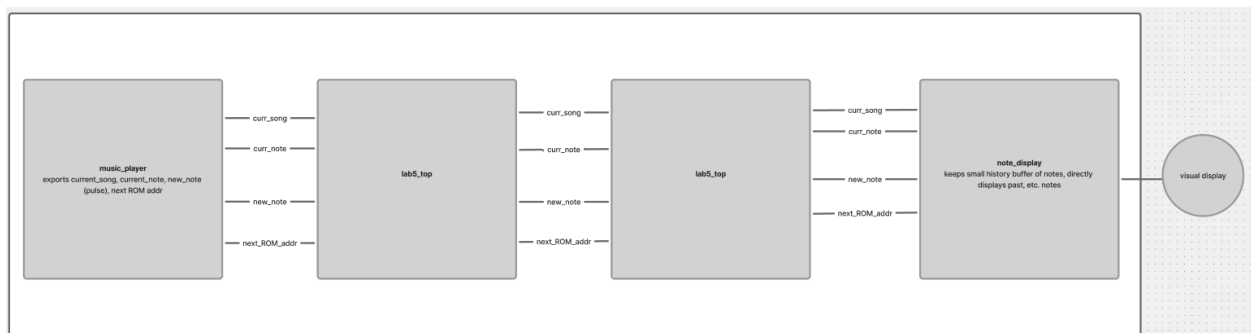 music_player
exports current_song, current_note, new_note
(pulse), next ROM addr
curr_song
curr_note
new_note
next_ROM_addr
lab5_top
curr_song
curr_note
new_note
next_ROM_addr
lab5_top
curr_song
curr_note
new_note
next_ROM_addr
note_display
keeps small history buffer of notes, directly
displays past, etc. notes
visual display